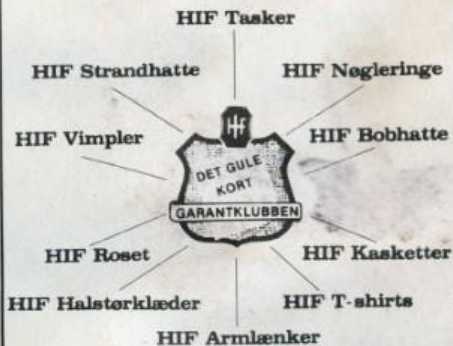 HIF Tasker
HIF Strandhatte
HIF Nøgleringe
HIF Vimpler
HIF Bobhatte
HIF
DET GULE
KORT
GARANTKLUBBEN
HIF Roset
HIF Kasketter
HIF Halstørklæder
HIF T-shirts
HIF Armlænker